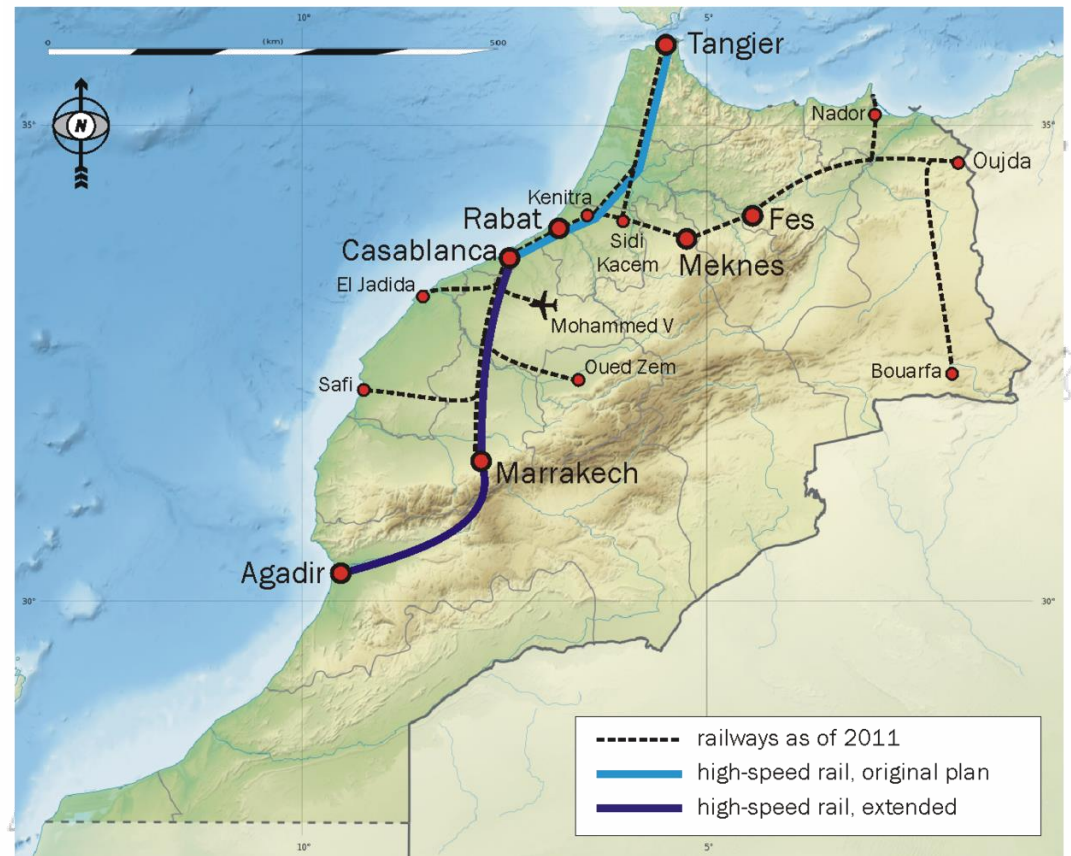 10°
5°
0
(km)
500
N
Tangier
35°
Nador
35°
Oujda
Kenitra
Rabat
Fes
Sidi
Kacem
Meknes
Casablanca
El Jadida
Mohammed V
Oued Zem
Safi
Bouarfa
Marrakech
Agadir
30°
30°
railways as of 2011
high-speed rail, original plan
high-speed rail, extended
10°
5°